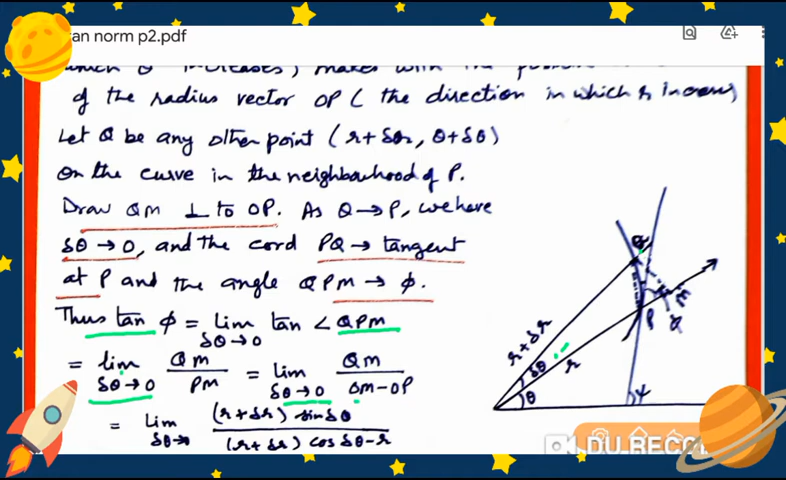 tan norm p2.pdf
of the radius vector OP ( the direction in which r increases,
Let Q be any other point (r+δr, θ+δθ)
on the curve in the neighbourhood of P.
Draw QM ⊥ to OP. As Q→P, we have
δθ→0, and the cord PQ → tangent
at P and the angle QPM → ϕ.
Thus tan ϕ = lim δθ→0 tan < QPM
= lim δθ→0 QM/PM = lim δθ→0 QM/OM-OP
= lim δθ→ (r+δr) sin δθ / (r+δr) cos δθ - r
Q
M
P
ϕ
r+δr
δθ
r
θ
ψ
DU RECO